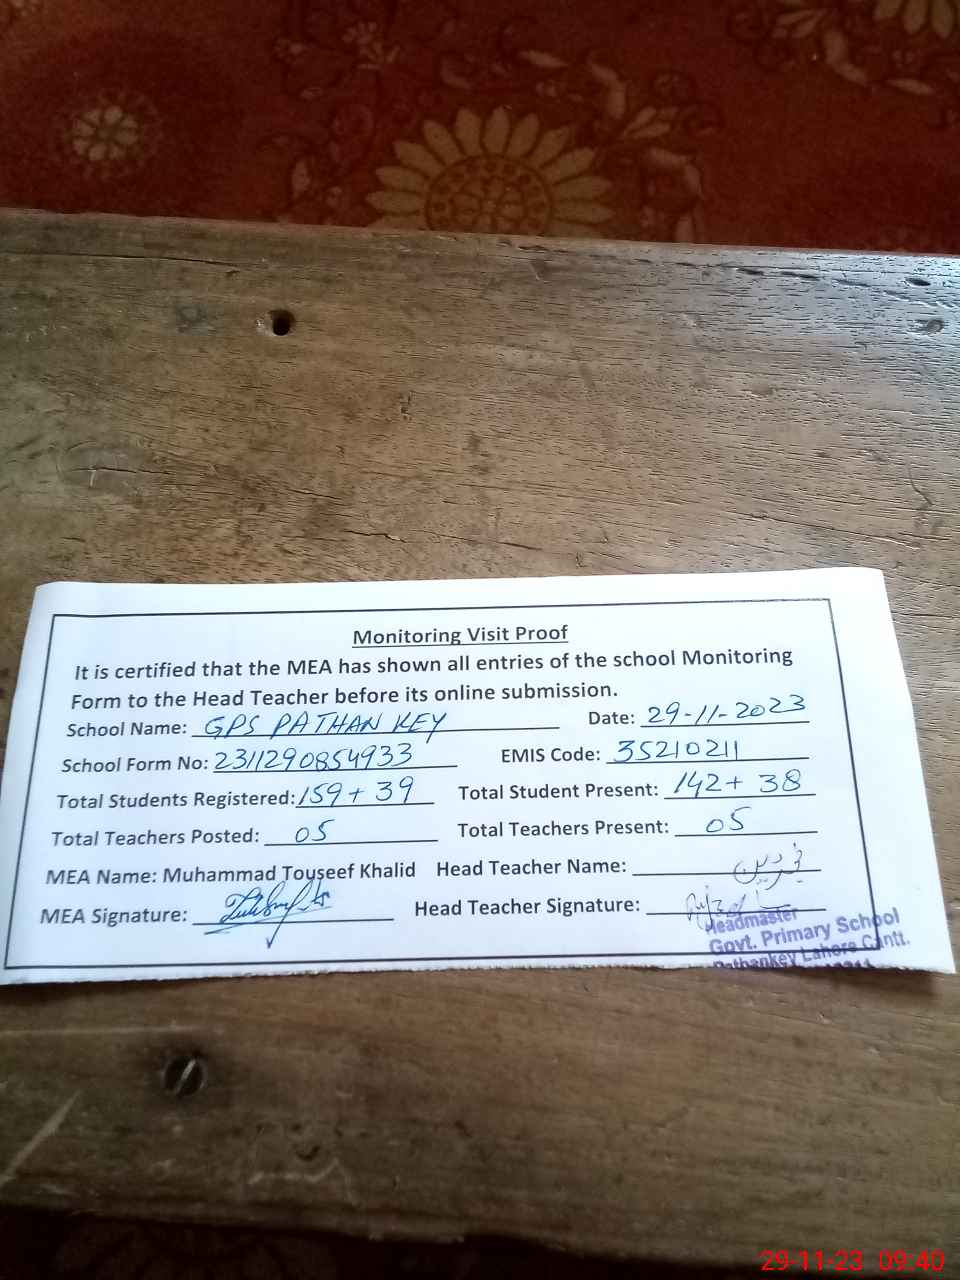 Monitoring Visit Proof
It is certified that the MEA has shown all entries of the school Monitoring
Form to the Head Teacher before its online submission.
School Name: GPS PATHAN KEY Date: 29-11-2023
School Form No: 2311290854933 EMIS Code: 35210211
Total Students Registered: 159 + 39 Total Student Present: 142 + 38
Total Teachers Posted: 05 Total Teachers Present: 05
MEA Name: Muhammad Touseef Khalid Head Teacher Name:
MEA Signature: Head Teacher Signature:
Headmaster
Govt. Primary School
Pathankey Lahore Cantt.
29-11-23 09:40